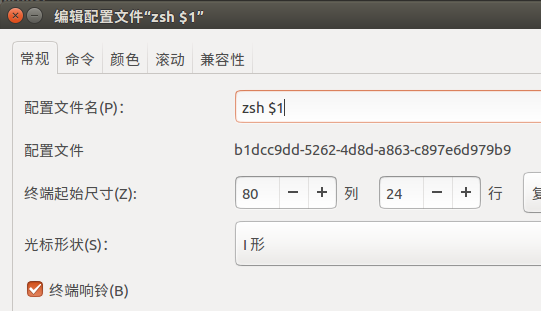 编辑配置文件“zsh $1”
常规 命令 颜色 滚动 兼容性
配置文件名(P)： zsh $1
配置文件 b1dcc9dd-5262-4d8d-a863-c897e6d979b9
终端起始尺寸(Z): 80 − + 列 24 − + 行
光标形状(S)： I 形
终端响铃(B)